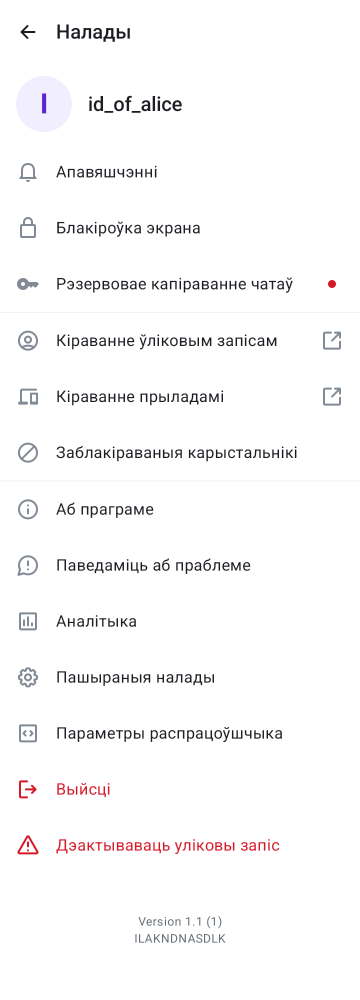 Налады
I
id_of_alice
Апавяшчэнні
Блакіроўка экрана
Рэзервовае капіраванне чатаў
Кіраванне ўліковым запісам
Кіраванне прыладамі
Заблакіраваныя карыстальнікі
Аб праграме
Паведаміць аб праблеме
Аналітыка
Пашыраныя налады
Параметры распрацоўшчыка
Выйсці
Дэактываваць уліковы запіс
Version 1.1 (1)
ILAKNDNASDLK